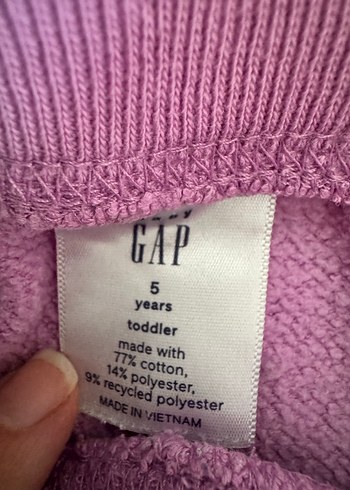 GAP
5
years
toddler
made with
77% cotton,
14% polyester,
9% recycled polyester
MADE IN VIETNAM